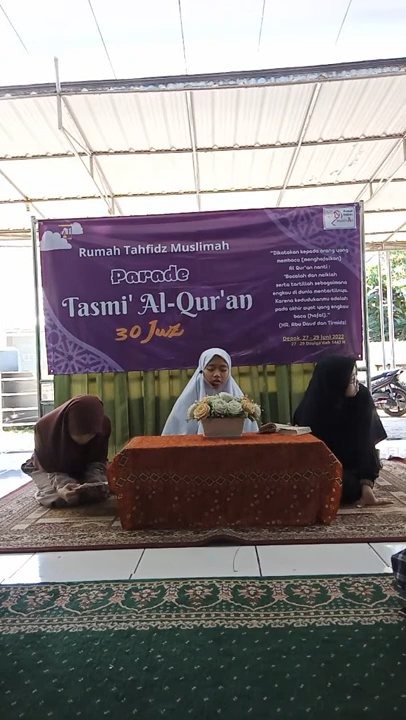 Rumah Tahfidz Muslimah
Parade
Tasmi' Al-Qur'an
30 Juz
"Dikatakan kepada orang yang
membaca (menghafalkan)
Al Qur'an nanti :
'Bacalah dan naiklah
serta tartillah sebagaimana
engkau di dunia mentartilnya.
Karena kedudukanmu adalah
pada akhir ayat yang engkau
baca (hafal)."
(HR. Abu Daud dan Tirmidzi)
Depok, 27 - 29 Juni 2022